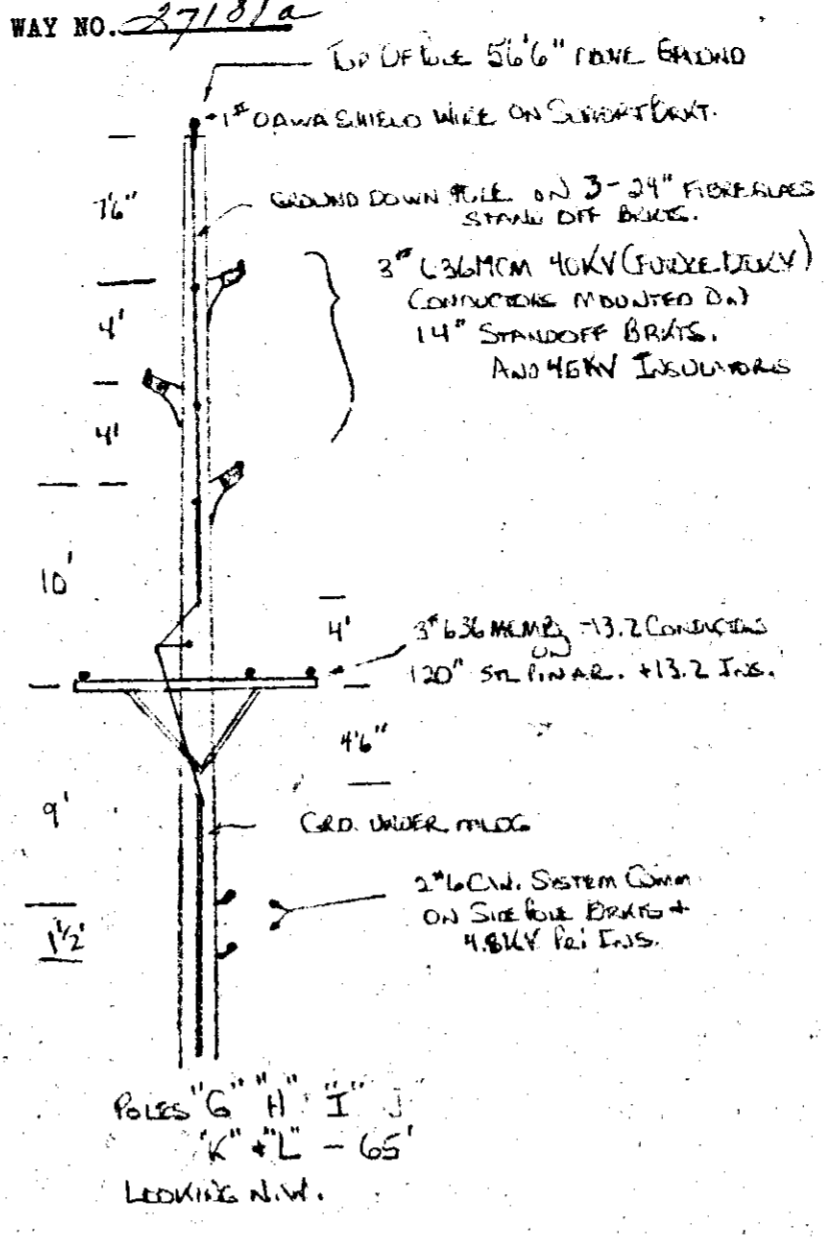 WAY NO. 27181a
TOP OF POLE 56'6" ABOVE GROUND
1# OAWA SHIELD WIRE ON SUPPORT BRKT.
7'6"
GROUND DOWN POLE ON 3-24" FIBREGLASS
STAND OFF BRKTS.
3# 636MCM 40KV
CONDUCTORS MOUNTED ON
14" STANDOFF BRKTS.
AND 46KV INSULATORS
4'
4'
10'
4'
3# 636 MCM 13.2 CONDUCTORS
ON
120" STL PIN AR. +13.2 INS.
4'6"
9'
GRD. UNDER MLDG
2#6 C.W. SYSTEM COMM
ON SIDE POLE BRKTS +
4.8KV PRI INS.
1 1/2'
POLES "G" "H" "I" J
"K" + "L" - 65'
LOOKING N.W.